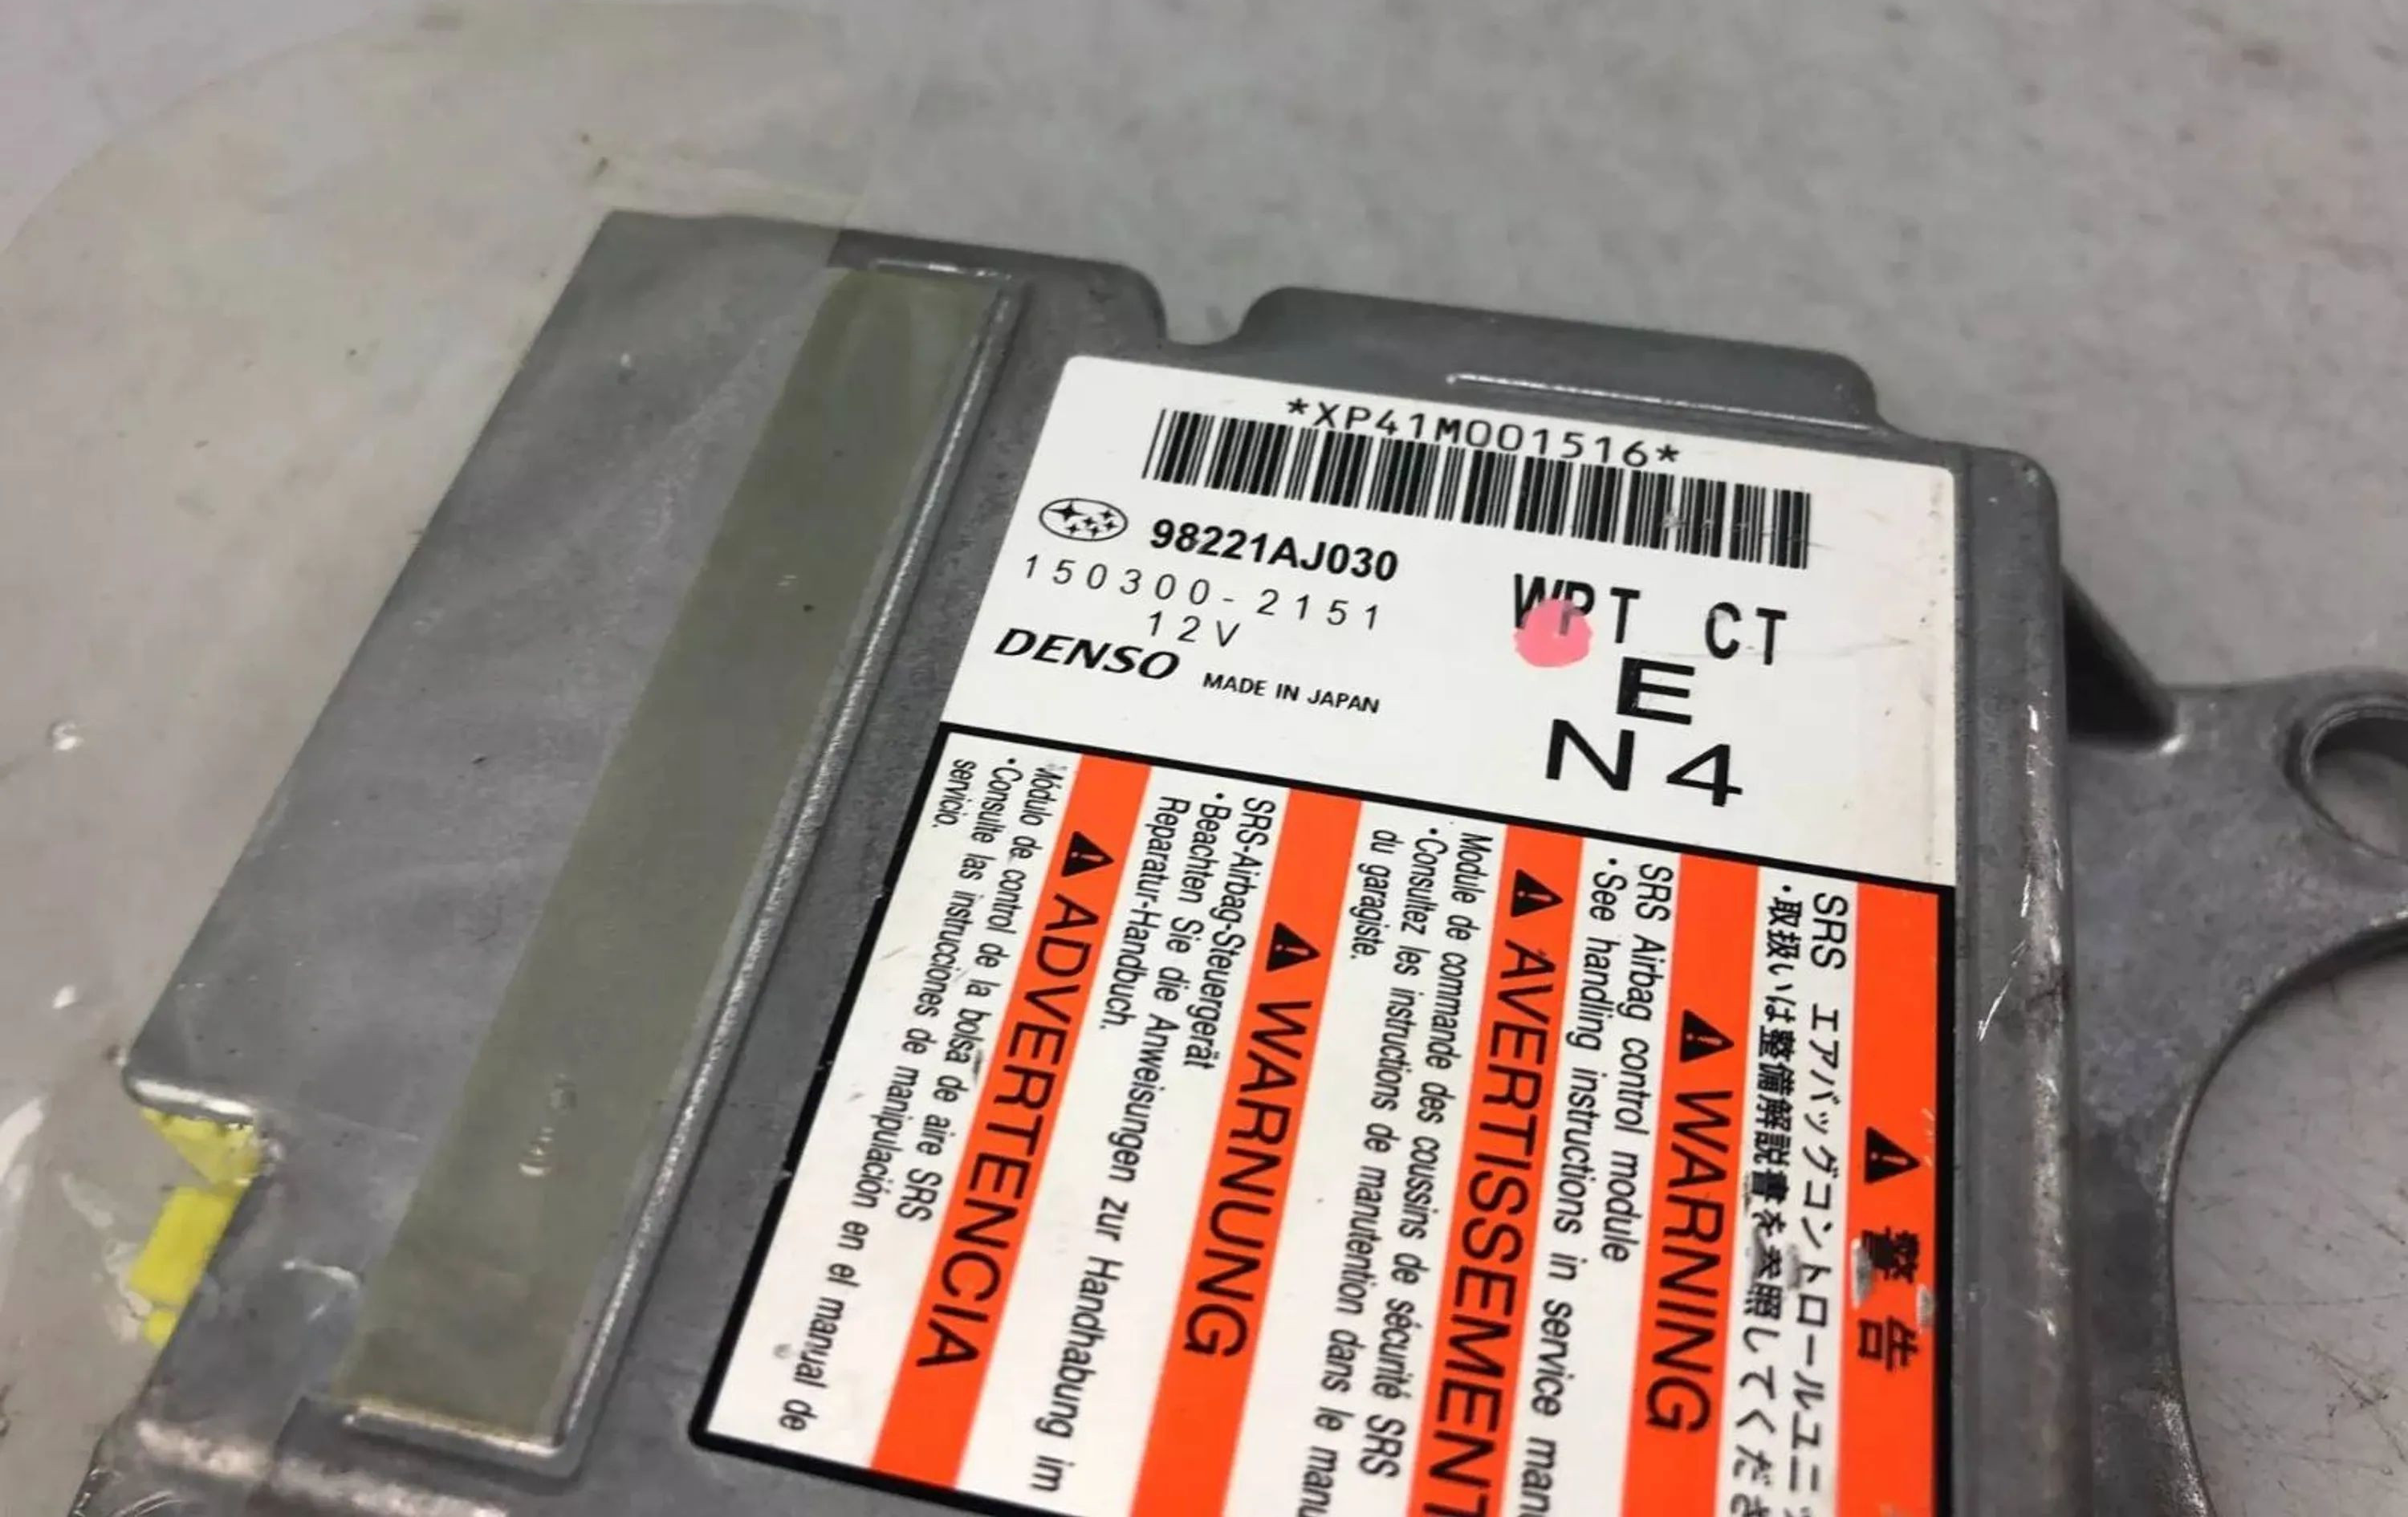 *XP41M001516*
98221AJ030
150300-2151
12V
DENSO MADE IN JAPAN
WPT CT
E
N4
警告
SRS エアバッグコントロールユニッ
・取扱いは整備解説書を参照してくださ
WARNING
SRS Airbag control module
・See handling instructions in service man
AVERTISSEMENT
Module de commande des coussins de sécurité SRS
・Consultez les instructions de manutention dans le manu
du garagiste.
WARNUNG
SRS-Airbag-Steuergerät
・Beachten Sie die Anweisungen zur Handhabung im
Reparatur-Handbuch.
ADVERTENCIA
Módulo de control de la bolsa de aire SRS
・Consulte las instrucciones de manipulación en el manual de
servicio.